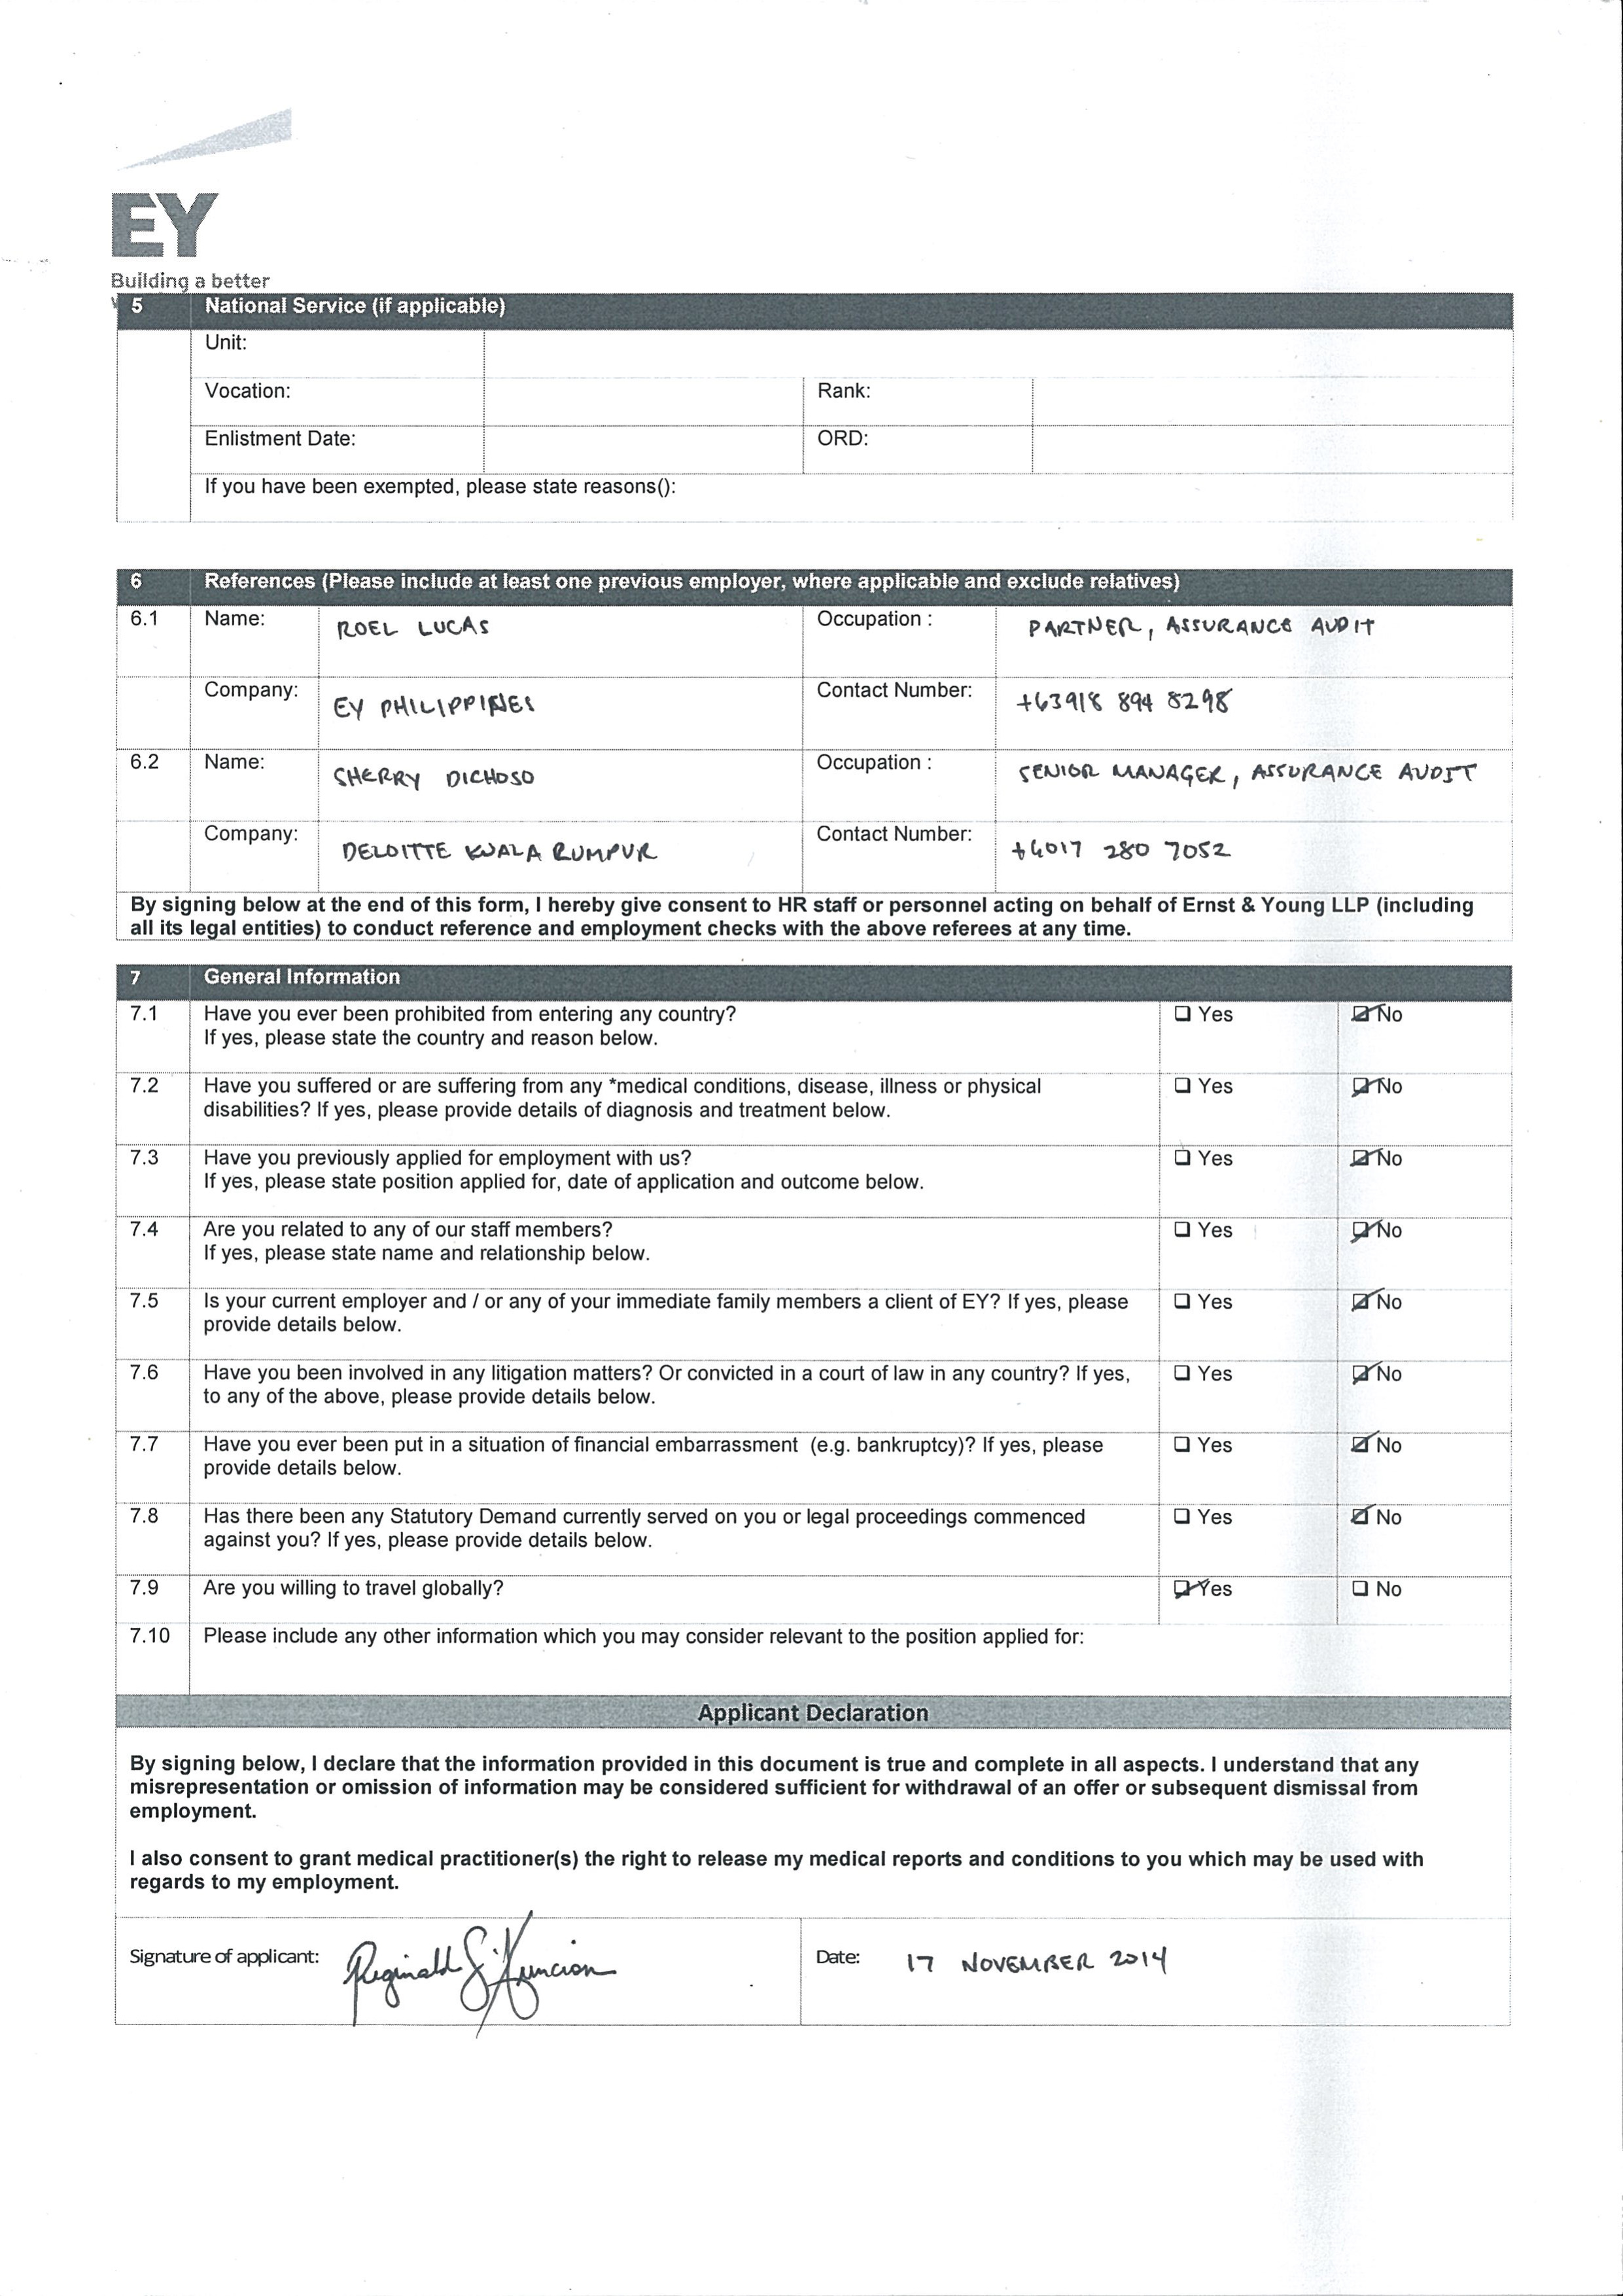 EY
Building a better
5 National Service (if applicable)
Unit:
Vocation: Rank:
Enlistment Date: ORD:
If you have been exempted, please state reasons():
6 References (Please include at least one previous employer, where applicable and exclude relatives)
6.1 Name: ROEL LUCAS Occupation : PARTNER, ASSURANCE AUDIT
Company: EY PHILIPPINES Contact Number: +63918 894 8298
6.2 Name: SHERRY DICHOSO Occupation : SENIOR MANAGER, ASSURANCE AUDIT
Company: DELOITTE KUALA RUMPUR Contact Number: +6017 280 7052
By signing below at the end of this form, I hereby give consent to HR staff or personnel acting on behalf of Ernst & Young LLP (including
all its legal entities) to conduct reference and employment checks with the above referees at any time.
7 General Information
7.1 Have you ever been prohibited from entering any country? ☐ Yes ☑ No
If yes, please state the country and reason below.
7.2 Have you suffered or are suffering from any *medical conditions, disease, illness or physical ☐ Yes ☑ No
disabilities? If yes, please provide details of diagnosis and treatment below.
7.3 Have you previously applied for employment with us? ☐ Yes ☑ No
If yes, please state position applied for, date of application and outcome below.
7.4 Are you related to any of our staff members? ☐ Yes ☑ No
If yes, please state name and relationship below.
7.5 Is your current employer and / or any of your immediate family members a client of EY? If yes, please ☐ Yes ☑ No
provide details below.
7.6 Have you been involved in any litigation matters? Or convicted in a court of law in any country? If yes, ☐ Yes ☑ No
to any of the above, please provide details below.
7.7 Have you ever been put in a situation of financial embarrassment (e.g. bankruptcy)? If yes, please ☐ Yes ☑ No
provide details below.
7.8 Has there been any Statutory Demand currently served on you or legal proceedings commenced ☐ Yes ☑ No
against you? If yes, please provide details below.
7.9 Are you willing to travel globally? ☑ Yes ☐ No
7.10 Please include any other information which you may consider relevant to the position applied for:
Applicant Declaration
By signing below, I declare that the information provided in this document is true and complete in all aspects. I understand that any
misrepresentation or omission of information may be considered sufficient for withdrawal of an offer or subsequent dismissal from
employment.
I also consent to grant medical practitioner(s) the right to release my medical reports and conditions to you which may be used with
regards to my employment.
Signature of applicant: Reginald Date: 17 NOVEMBER 2014